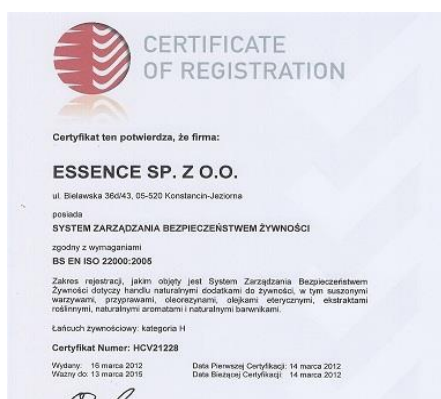 CERTIFICATE
OF REGISTRATION
Certyfikat ten potwierdza, że firma:
ESSENCE SP. Z O.O.
ul. Bielawska 36d/43, 05-520 Konstancin-Jeziorna
posiada
SYSTEM ZARZĄDZANIA BEZPIECZEŃSTWEM ŻYWNOŚCI
zgodny z wymaganiami
BS EN ISO 22000:2005
Zakres rejestracji, jakim objęty jest System Zarządzania Bezpieczeństwem
Żywności dotyczy handlu naturalnymi dodatkami do żywności, w tym suszonymi
warzywami, przyprawami, oleorezynami, olejkami eterycznymi, ekstraktami
roślinnymi, naturalnymi aromatami i naturalnymi barwnikami.
Łańcuch żywnościowy: kategoria H
Certyfikat Numer: HCV21228
Wydany: 16 marca 2012 Data Pierwszej Certyfikacji: 14 marca 2012
Ważny do: 13 marca 2015 Data Bieżącej Certyfikacji: 14 marca 2012